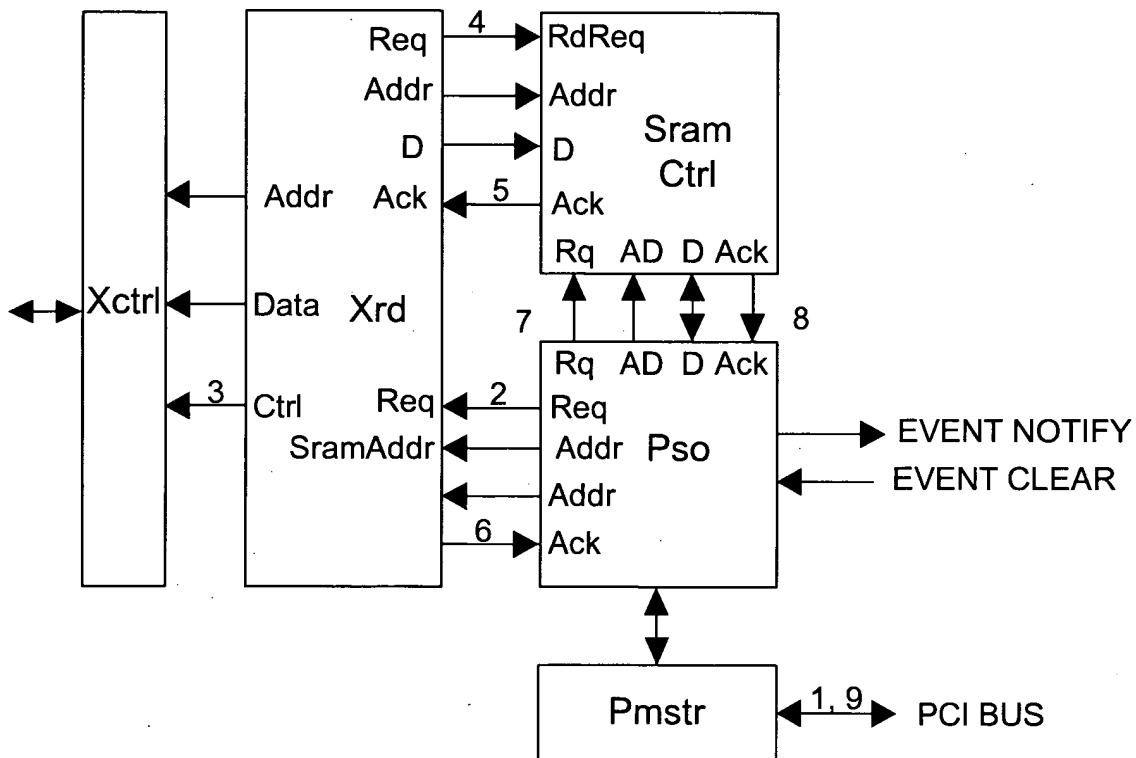 Req 4 RdReq
Addr Addr
D D
Sram
Ctrl
Addr Ack 5 Ack
Rq AD D Ack
Xctrl Data Xrd 7 8
Rq AD D Ack
3 Ctrl Req 2 Req
SramAddr Addr Pso
EVENT NOTIFY
EVENT CLEAR
Addr
6 Ack
Pmstr 1, 9 PCI BUS